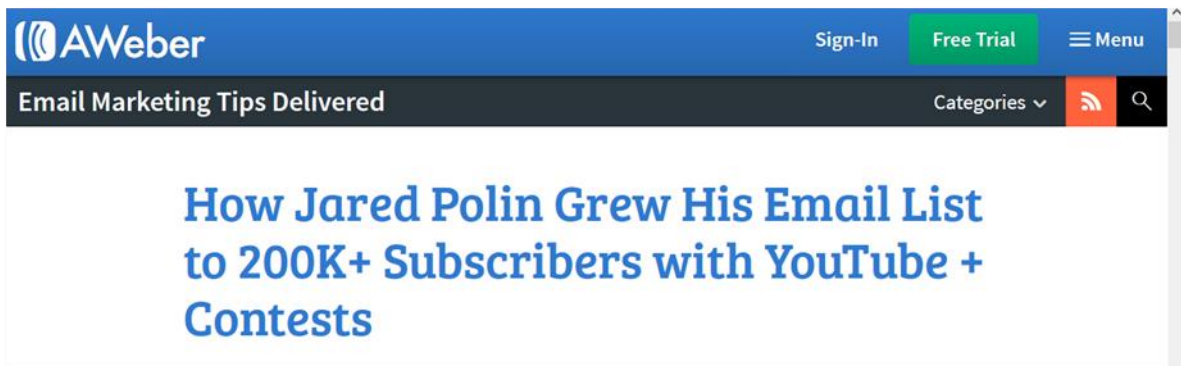 AWeber Sign-In Free Trial Menu
Email Marketing Tips Delivered Categories
How Jared Polin Grew His Email List
to 200K+ Subscribers with YouTube +
Contests